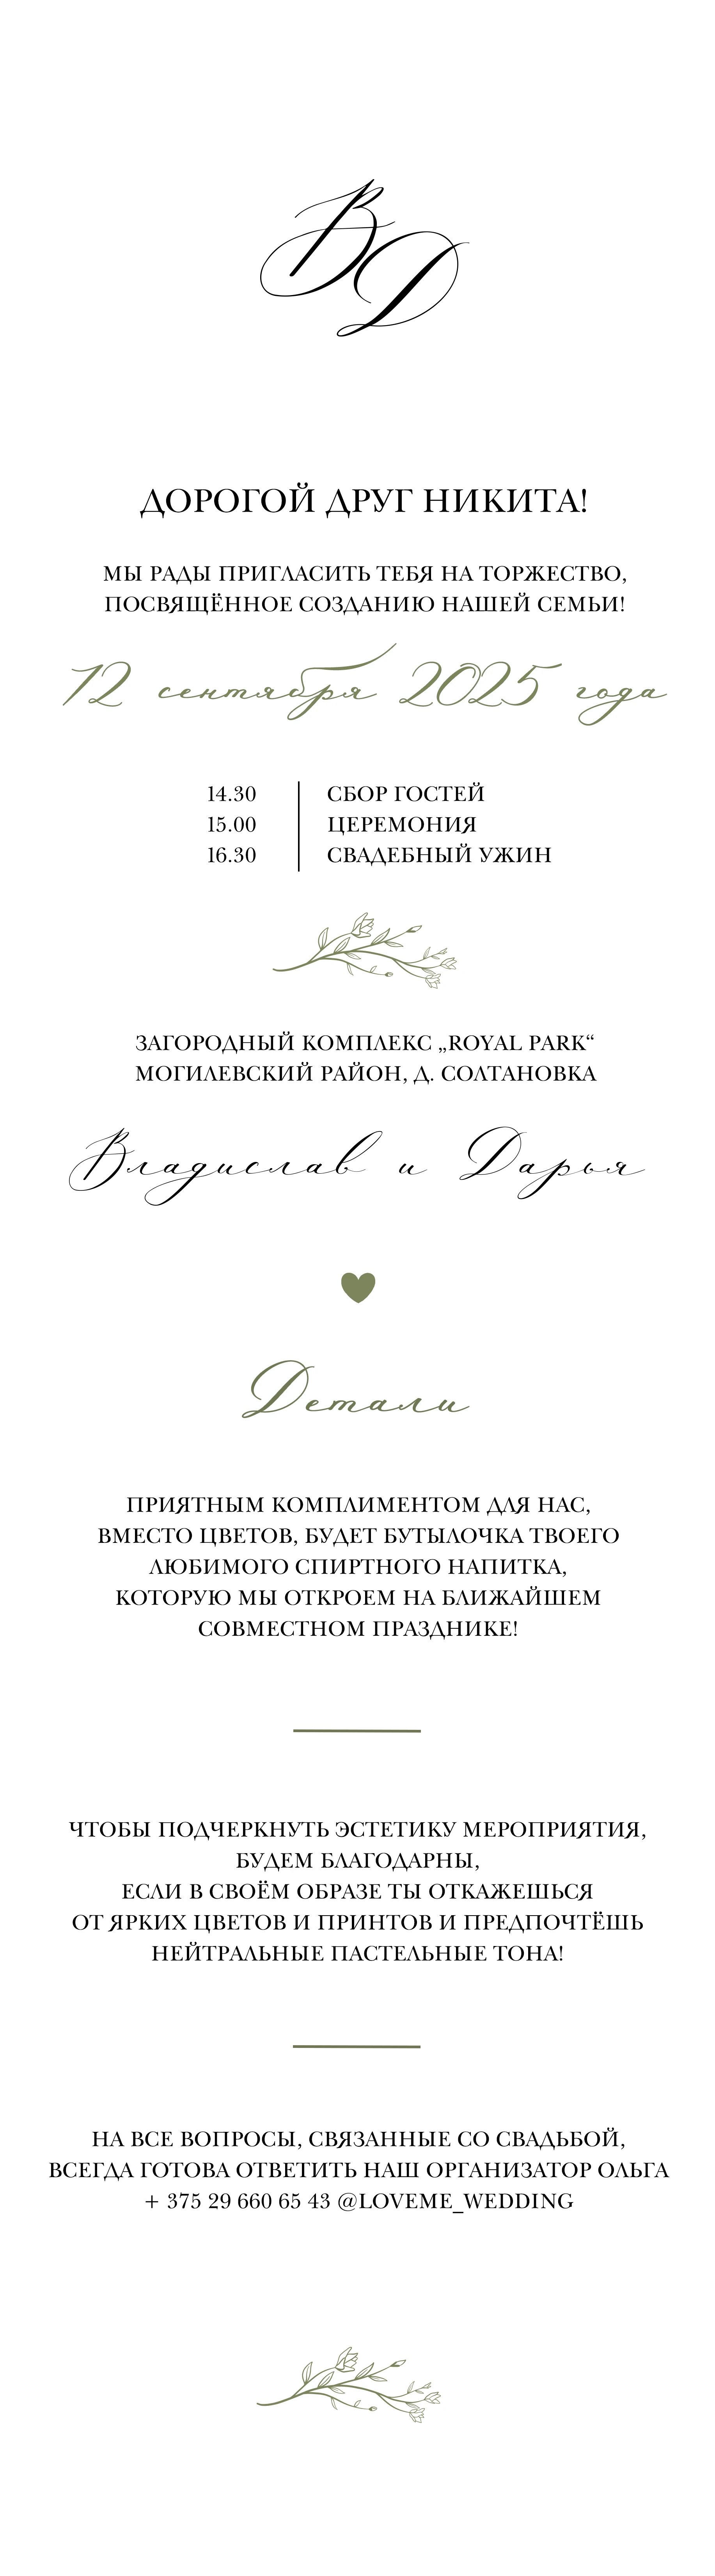 В
D
ДОРОГОЙ ДРУГ НИКИТА!
МЫ РАДЫ ПРИГЛАСИТЬ ТЕБЯ НА ТОРЖЕСТВО,
ПОСВЯЩЁННОЕ СОЗДАНИЮ НАШЕЙ СЕМЬИ!
12 сентября 2025 года
14.30 СБОР ГОСТЕЙ
15.00 ЦЕРЕМОНИЯ
16.30 СВАДЕБНЫЙ УЖИН
ЗАГОРОДНЫЙ КОМПЛЕКС „ROYAL PARK“
МОГИЛЕВСКИЙ РАЙОН, Д. СОЛТАНОВКА
Владислав и Дарья
Детали
ПРИЯТНЫМ КОМПЛИМЕНТОМ ДЛЯ НАС,
ВМЕСТО ЦВЕТОВ, БУДЕТ БУТЫЛОЧКА ТВОЕГО
ЛЮБИМОГО СПИРТНОГО НАПИТКА,
КОТОРУЮ МЫ ОТКРОЕМ НА БЛИЖАЙШЕМ
СОВМЕСТНОМ ПРАЗДНИКЕ!
ЧТОБЫ ПОДЧЕРКНУТЬ ЭСТЕТИКУ МЕРОПРИЯТИЯ,
БУДЕМ БЛАГОДАРНЫ,
ЕСЛИ В СВОЁМ ОБРАЗЕ ТЫ ОТКАЖЕШЬСЯ
ОТ ЯРКИХ ЦВЕТОВ И ПРИНТОВ И ПРЕДПОЧТЁШЬ
НЕЙТРАЛЬНЫЕ ПАСТЕЛЬНЫЕ ТОНА!
НА ВСЕ ВОПРОСЫ, СВЯЗАННЫЕ СО СВАДЬБОЙ,
ВСЕГДА ГОТОВА ОТВЕТИТЬ НАШ ОРГАНИЗАТОР ОЛЬГА
+ 375 29 660 65 43 @LOVEME_WEDDING